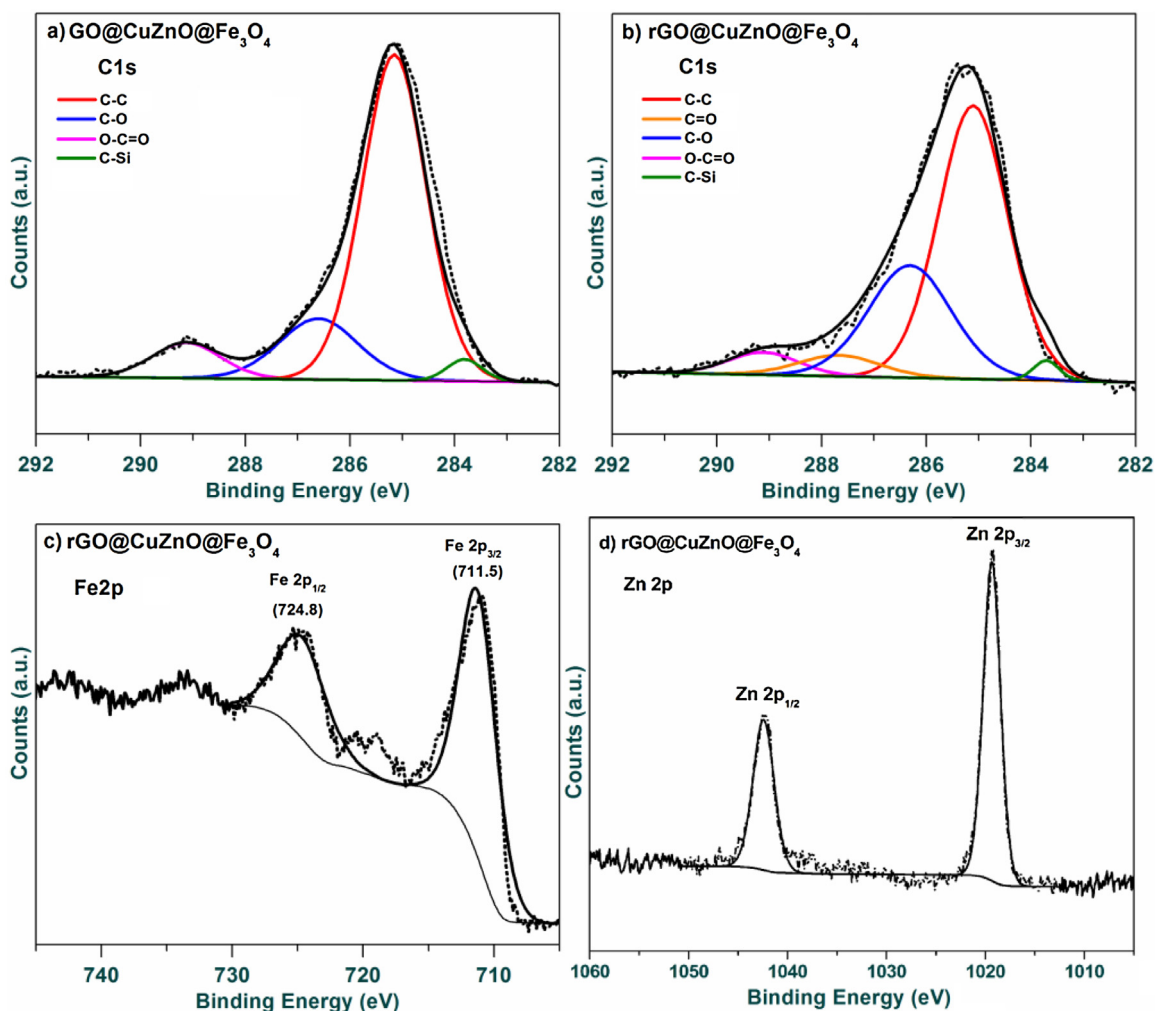 a) GO@CuZnO@Fe₃O₄
C1s
C-C
C-O
O-C=O
C-Si
Counts (a.u.)
292 290 288 286 284 282
Binding Energy (eV)
b) rGO@CuZnO@Fe₃O₄
C1s
C-C
C=O
C-O
O-C=O
C-Si
Counts (a.u.)
292 290 288 286 284 282
Binding Energy (eV)
c) rGO@CuZnO@Fe₃O₄
Fe2p
Fe 2p₁/₂
(724.8)
Fe 2p₃/₂
(711.5)
Counts (a.u.)
740 730 720 710
Binding Energy (eV)
d) rGO@CuZnO@Fe₃O₄
Zn 2p
Zn 2p₁/₂
Zn 2p₃/₂
Counts (a.u.)
1060 1050 1040 1030 1020 1010
Binding Energy (eV)